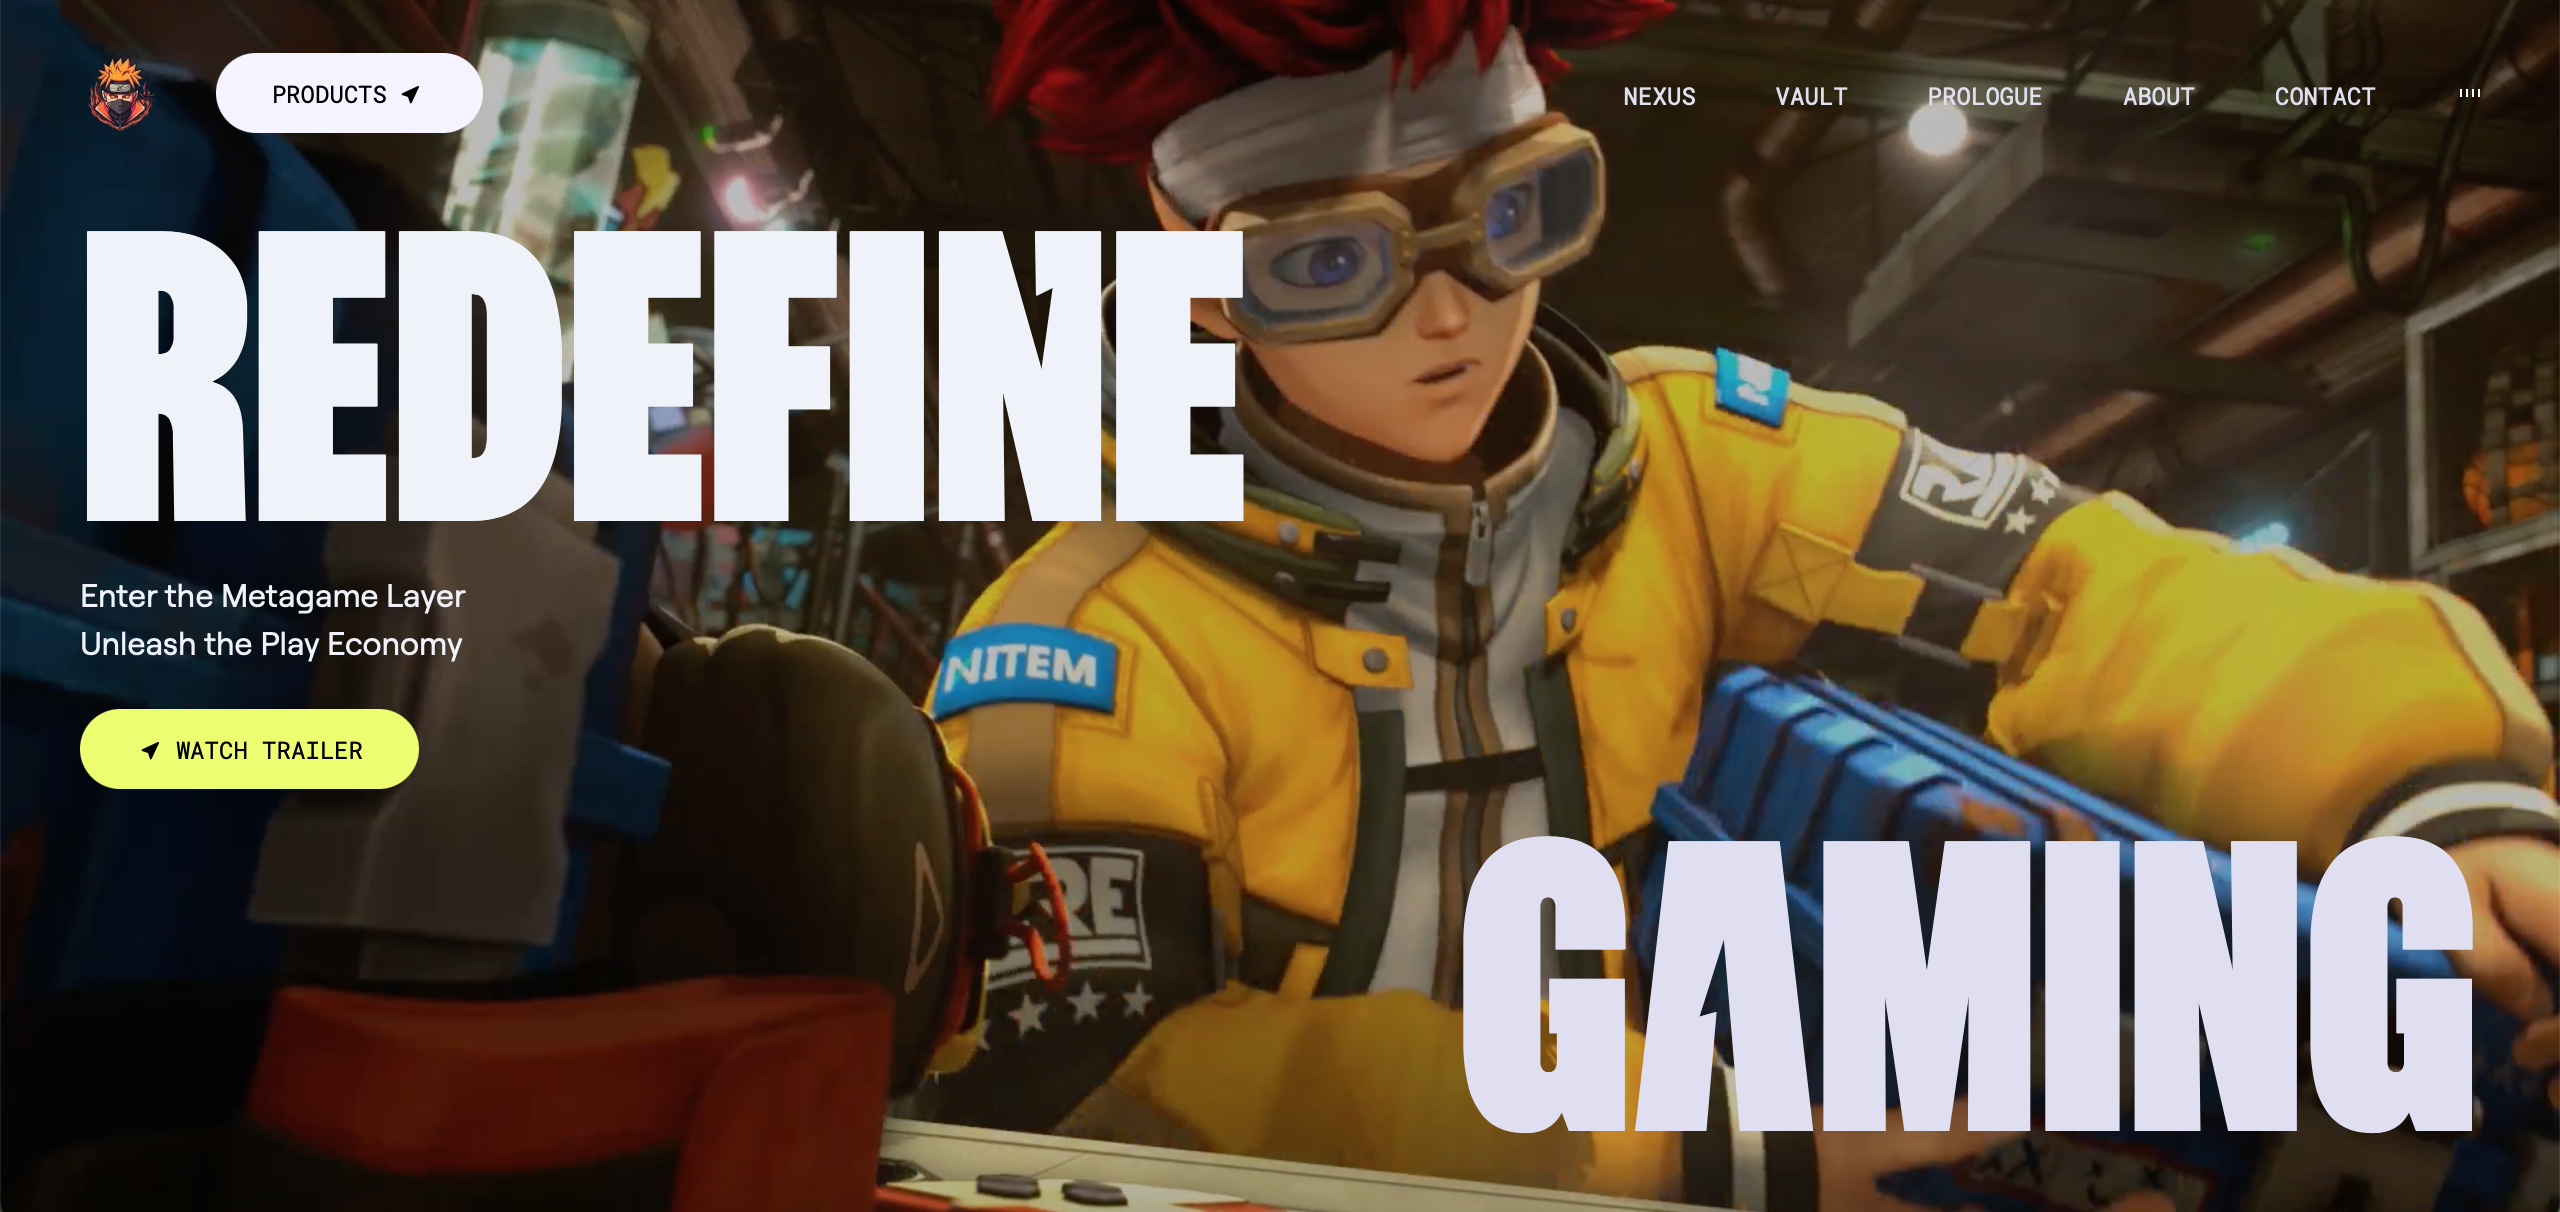 PRODUCTS
NEXUS
VAULT
PROLOGUE
ABOUT
CONTACT
REDEFINE
Enter the Metagame Layer
Unleash the Play Economy
NITEM
WATCH TRAILER
RE
GAMING